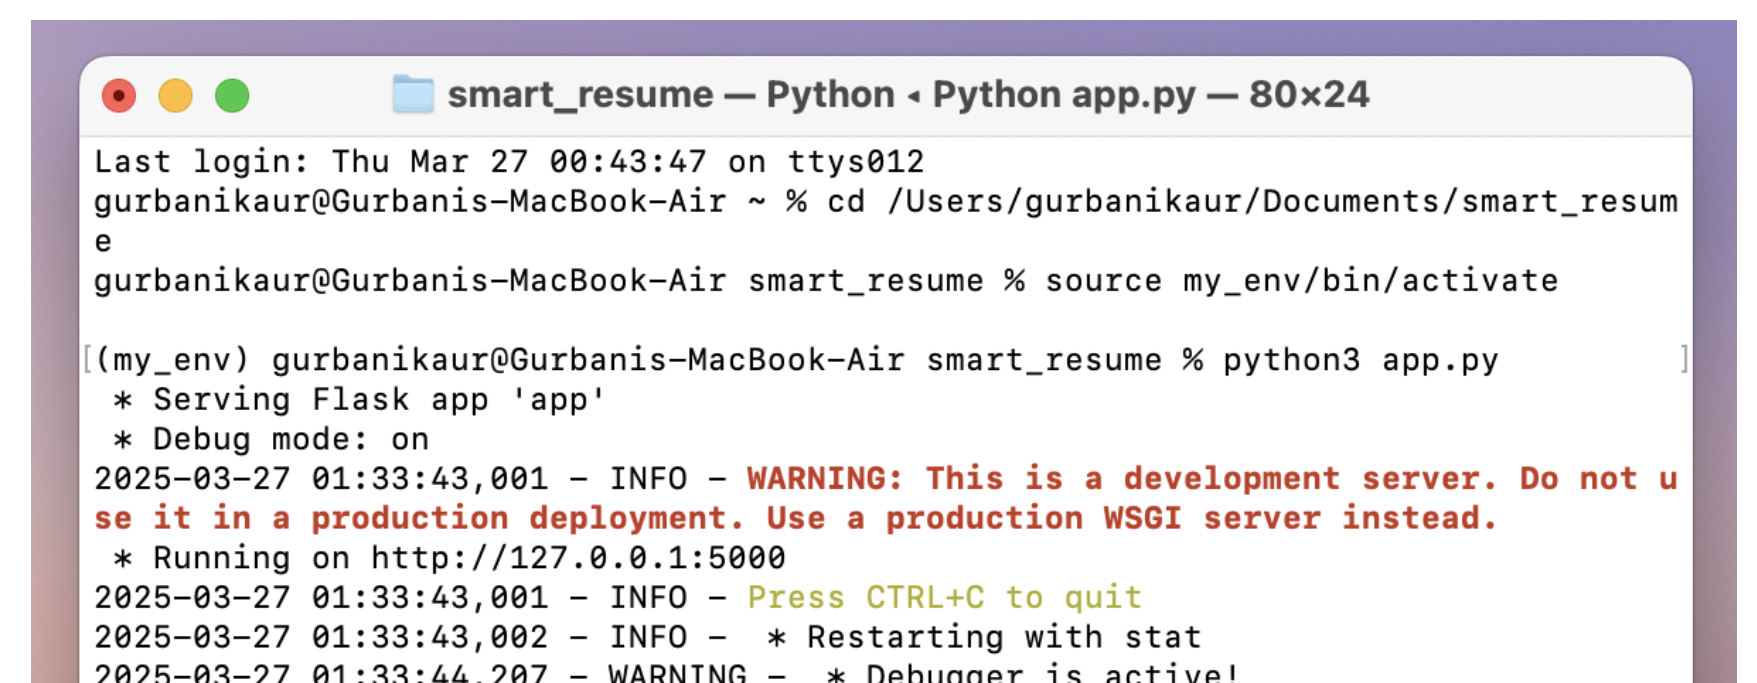 smart_resume — Python ◂ Python app.py — 80×24
Last login: Thu Mar 27 00:43:47 on ttys012
gurbanikaur@Gurbanis-MacBook-Air ~ % cd /Users/gurbanikaur/Documents/smart_resum
e
gurbanikaur@Gurbanis-MacBook-Air smart_resume % source my_env/bin/activate
[(my_env) gurbanikaur@Gurbanis-MacBook-Air smart_resume % python3 app.py ]
 * Serving Flask app 'app'
 * Debug mode: on
2025-03-27 01:33:43,001 - INFO - WARNING: This is a development server. Do not u
se it in a production deployment. Use a production WSGI server instead.
 * Running on http://127.0.0.1:5000
2025-03-27 01:33:43,001 - INFO - Press CTRL+C to quit
2025-03-27 01:33:43,002 - INFO -  * Restarting with stat
2025-03-27 01:33:44,207 - WARNING -  * Debugger is active!